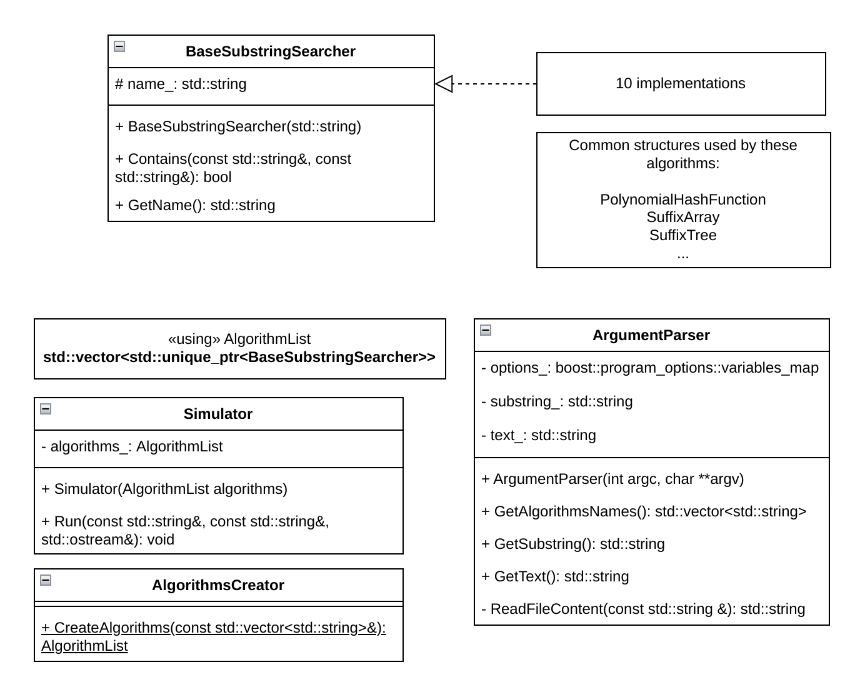 BaseSubstringSearcher
# name_: std::string
+ BaseSubstringSearcher(std::string)
+ Contains(const std::string&, const
std::string&): bool
+ GetName(): std::string
10 implementations
Common structures used by these
algorithms:
PolynomialHashFunction
SuffixArray
SuffixTree
...
«using» AlgorithmList
std::vector<std::unique_ptr<BaseSubstringSearcher>>
Simulator
- algorithms_: AlgorithmList
+ Simulator(AlgorithmList algorithms)
+ Run(const std::string&, const std::string&,
std::ostream&): void
AlgorithmsCreator
+ CreateAlgorithms(const std::vector<std::string>&):
AlgorithmList
ArgumentParser
- options_: boost::program_options::variables_map
- substring_: std::string
- text_: std::string
+ ArgumentParser(int argc, char **argv)
+ GetAlgorithmsNames(): std::vector<std::string>
+ GetSubstring(): std::string
+ GetText(): std::string
- ReadFileContent(const std::string &): std::string